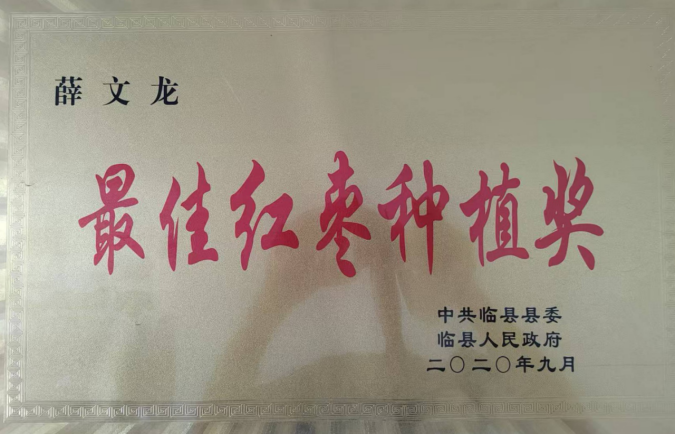 薛文龙
最佳红枣种植奖
中共临县县委
临县人民政府
二〇二〇年九月